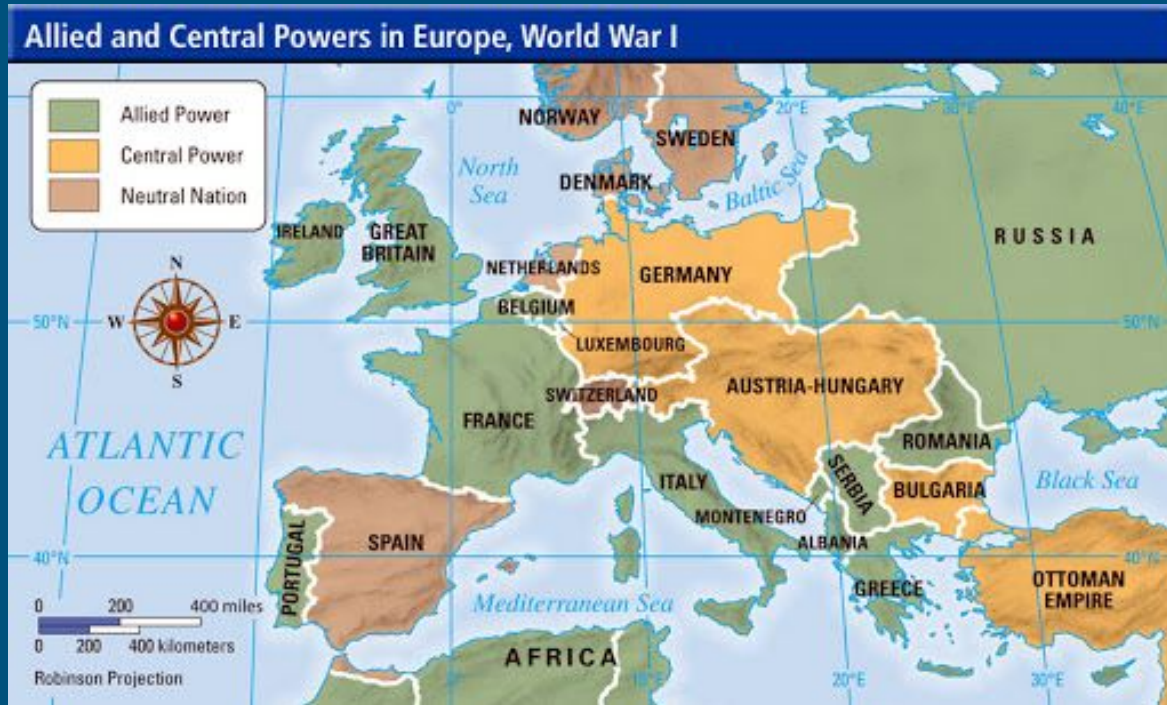 Allied and Central Powers in Europe, World War I
Allied Power
Central Power
Neutral Nation
N
W
E
S
0°
10°E
20°E
30°E
40°E
NORWAY
SWEDEN
North
Sea
DENMARK
Baltic Sea
IRELAND
GREAT
BRITAIN
RUSSIA
NETHERLANDS
GERMANY
BELGIUM
50°N
50°N
LUXEMBOURG
SWITZERLAND
AUSTRIA-HUNGARY
FRANCE
ATLANTIC
OCEAN
ROMANIA
ITALY
SERBIA
BULGARIA
Black Sea
MONTENEGRO
PORTUGAL
SPAIN
ALBANIA
40°N
40°N
GREECE
OTTOMAN
EMPIRE
Mediterranean Sea
AFRICA
0 200 400 miles
0 200 400 kilometers
Robinson Projection
0°
10°E
20°E
30°E